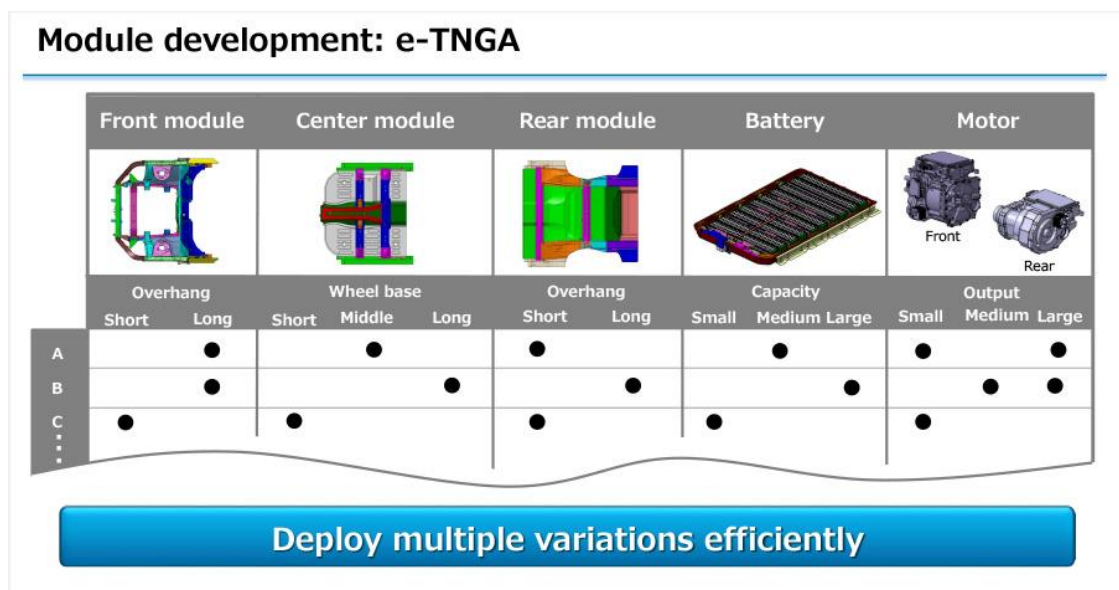 Module development: e-TNGA
Front module Center module Rear module Battery Motor
Front
Rear
Overhang Wheel base Overhang Capacity Output
Short Long Short Middle Long Short Long Small Medium Large Small Medium Large
A
B
C
Deploy multiple variations efficiently